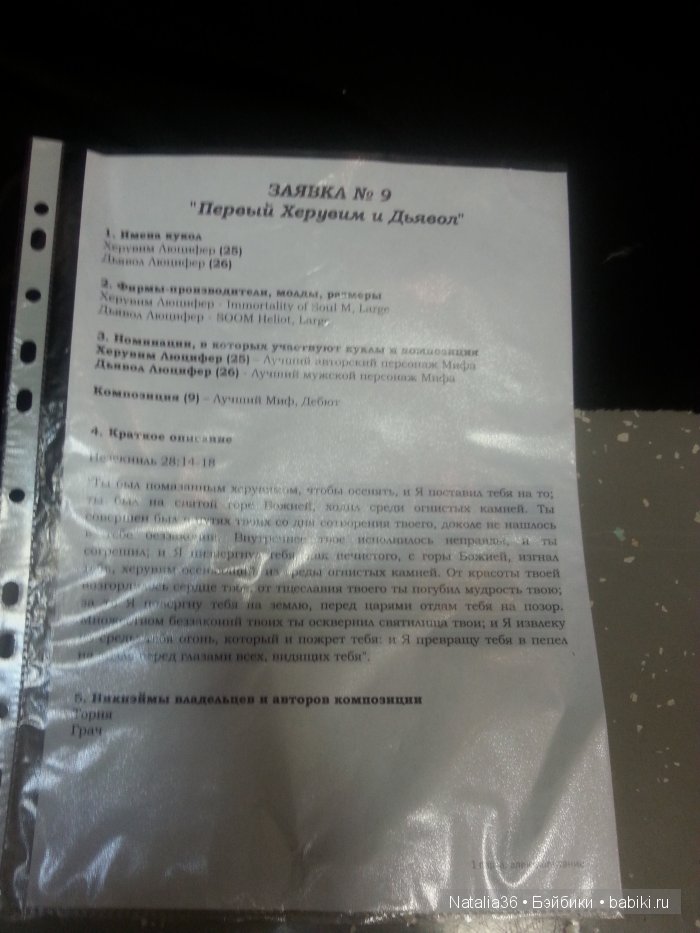 ЗАЯВКА № 9
"Первый Херувим и Дьявол"
1. Имена кукол
Херувим Люцифер (25)
Дьявол Люцифер (26)
2. Фирмы-производители, молды, размеры
Херувим Люцифер - Immortality of Soul M, Large
Дьявол Люцифер - SOOM Heliot, Large
3. Номинации, в которых участвуют куклы и композиция
Херувим Люцифер (25) – Лучший авторский персонаж Мифа
Дьявол Люцифер (26) - Лучший мужской персонаж Мифа
Композиция (9) – Лучший Миф, Дебют
4. Краткое описание
Иезекииль 28:14-18
"Ты был помазанным херувимом, чтобы осенять, и Я поставил тебя на то;
ты был на святой горе Божией, ходил среди огнистых камней. Ты
совершен был в путях твоих со дня сотворения твоего, доколе не нашлось
в тебе беззакония. Внутреннее твое исполнилось неправды, и ты
согрешил; и Я низвергнул тебя, как нечистого, с горы Божией, изгнал
херувим из среды огнистых камней. От красоты твоей
возгордилось сердце твое, от тщеславия твоего ты погубил мудрость твою;
за то Я повергну тебя на землю, перед царями отдам тебя на позор.
множеством беззаконий твоих ты осквернил святилища твои; и Я извлеку
из среды огонь, который и пожрет тебя: и Я превращу тебя в пепел
на перед глазами всех, видящих тебя".
5. Никнэймы владельцев и авторов композиции
Гория
Грач
Natalia36 • Бэйбики • babiki.ru